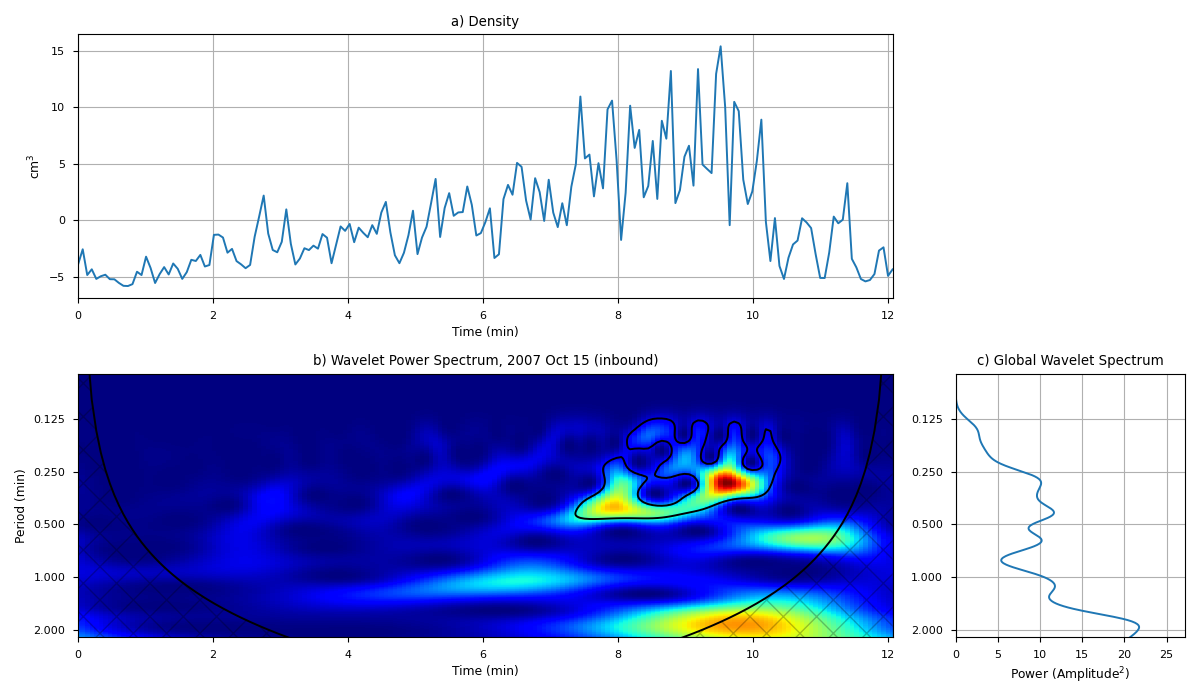 a) Density
15
10
5
0
−5
cm³
0 2 4 6 8 10 12
Time (min)
b) Wavelet Power Spectrum, 2007 Oct 15 (inbound)
0.125
0.250
0.500
1.000
2.000
Period (min)
0 2 4 6 8 10 12
Time (min)
c) Global Wavelet Spectrum
0.125
0.250
0.500
1.000
2.000
0 5 10 15 20 25
Power (Amplitude²)